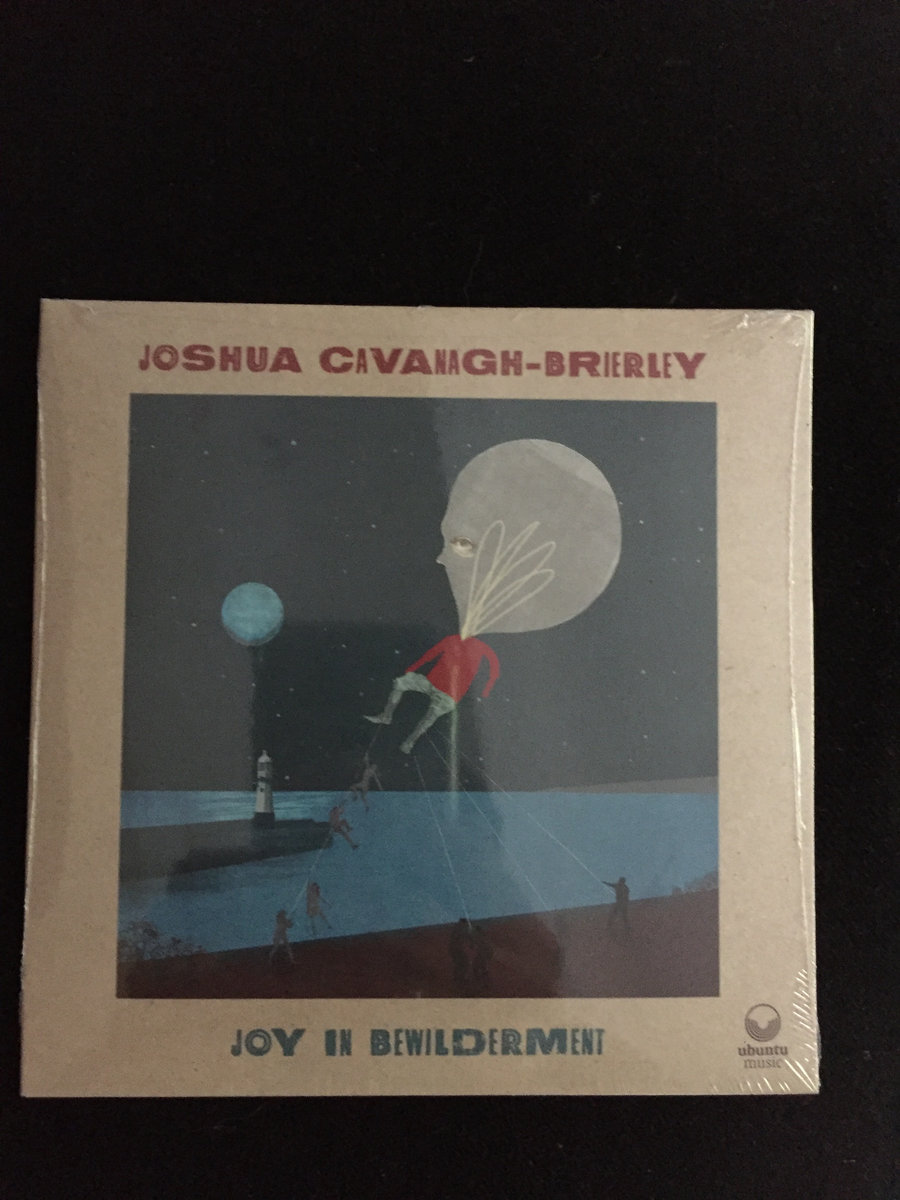 JOSHUA CAVANAGH-BRIERLEY
JOY IN BEWILDERMENT
ubuntu
music